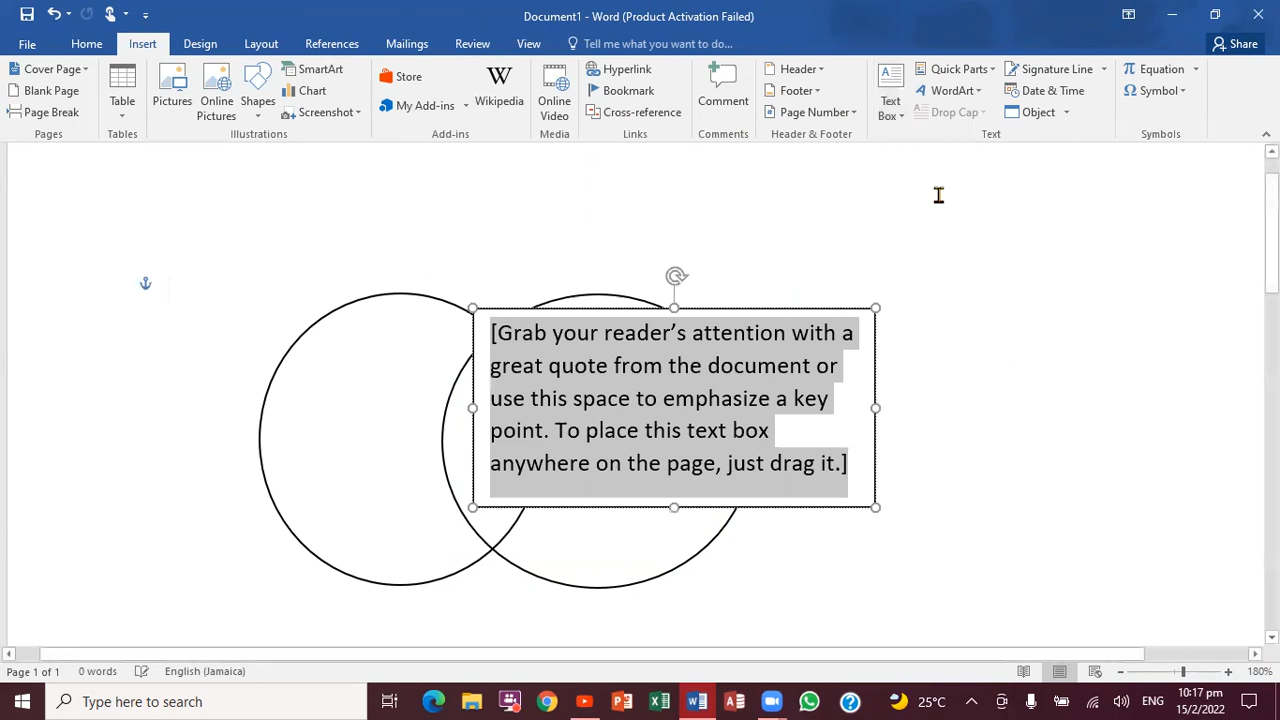 Document1 - Word (Product Activation Failed)
File Home Insert Design Layout References Mailings Review View Tell me what you want to do... Share
Cover Page
Blank Page
Page Break
Pages
Table
Tables
Pictures
Online
Pictures
Shapes
SmartArt
Chart
Screenshot
Illustrations
Store
My Add-ins
Wikipedia
Add-ins
Online
Video
Media
Hyperlink
Bookmark
Cross-reference
Links
Comment
Comments
Header
Footer
Page Number
Header & Footer
Text
Box
Quick Parts
WordArt
Drop Cap
Signature Line
Date & Time
Object
Text
Equation
Symbol
Symbols
[Grab your reader’s attention with a
great quote from the document or
use this space to emphasize a key
point. To place this text box
anywhere on the page, just drag it.]
Page 1 of 1 0 words English (Jamaica) 180%
Type here to search
25°C ENG 10:17 pm
15/2/2022